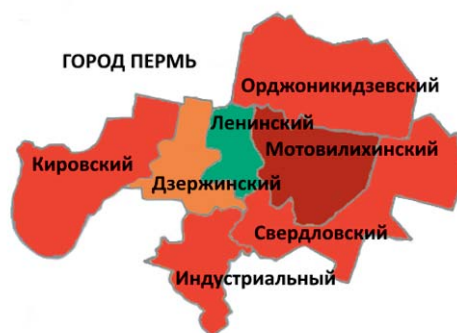 ГОРОД ПЕРМЬ
Орджоникидзевский
Ленинский
Мотовилихинский
Кировский
Дзержинский
Свердловский
Индустриальный